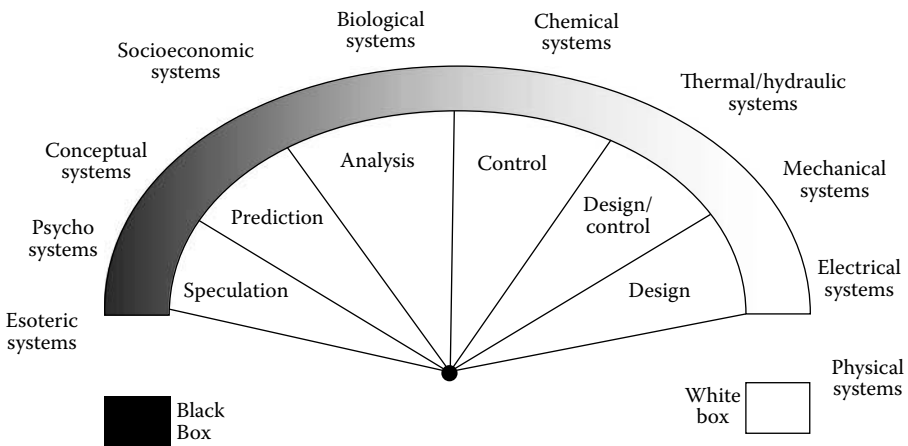 Biological
systems
Chemical
systems
Socioeconomic
systems
Thermal/hydraulic
systems
Conceptual
systems
Analysis
Control
Mechanical
systems
Psycho
systems
Prediction
Design/
control
Speculation
Design
Electrical
systems
Esoteric
systems
Physical
systems
Black
Box
White
box